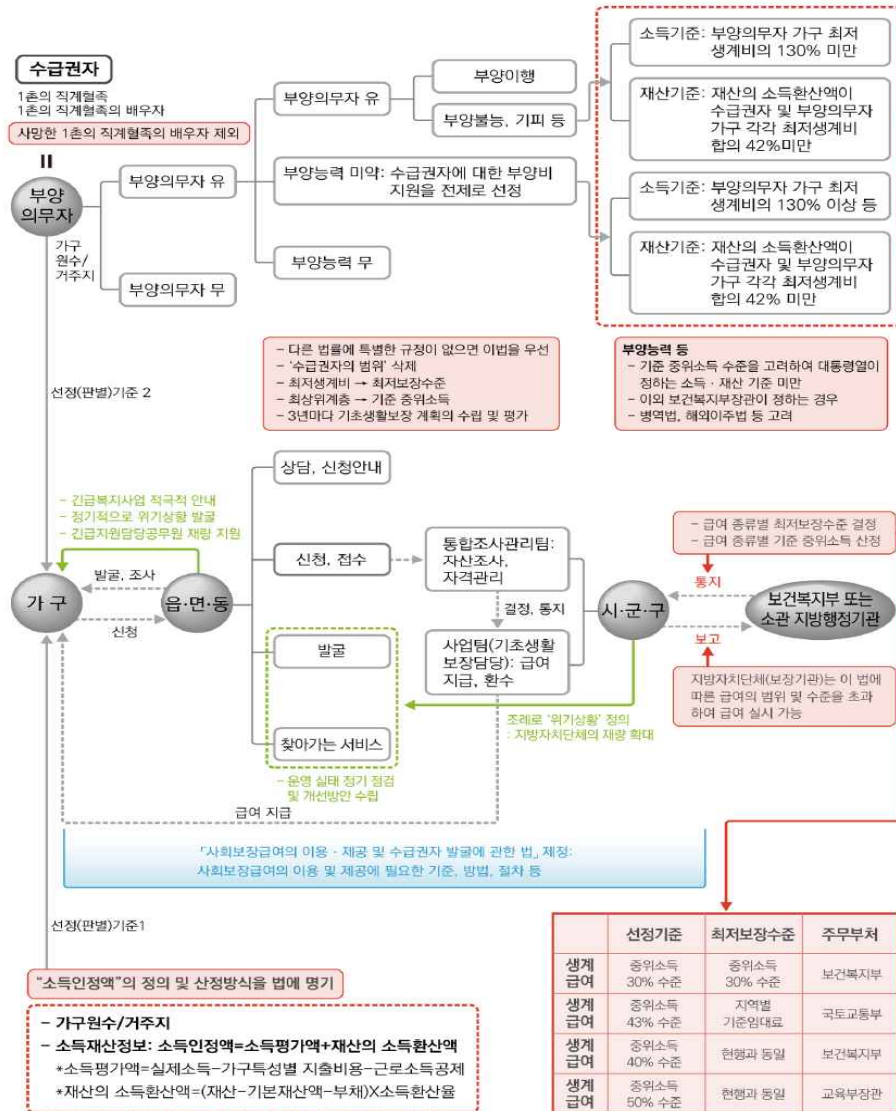 수급권자
1촌의 직계혈족
1촌의 직계혈족의 배우자
사망한 1촌의 직계혈족의 배우자 제외
부양
의무자
가구
원수/
거주지
부양의무자 유
부양의무자 무
부양의무자 유
부양능력 미약: 수급권자에 대한 부양비
지원을 전제로 선정
부양능력 무
부양이행
부양불능, 기피 등
소득기준: 부양의무자 가구 최저
생계비의 130% 미만
재산기준: 재산의 소득환산액이
수급권자 및 부양의무자
가구 각각 최저생계비
합의 42%미만
소득기준: 부양의무자 가구 최저
생계비의 130% 이상 등
재산기준: 재산의 소득환산액이
수급권자 및 부양의무자
가구 각각 최저생계비
합의 42% 미만
선정(판별)기준 2
– 다른 법률에 특별한 규정이 없으면 이법을 우선
– '수급권자의 범위' 삭제
– 최저생계비 → 최저보장수준
– 최상위계층 → 기준 중위소득
– 3년마다 기초생활보장 계획의 수립 및 평가
부양능력 등
– 기준 중위소득 수준을 고려하여 대통령열이
정하는 소득 · 재산 기준 미만
– 이외 보건복지부장관이 정하는 경우
– 병역법, 해외이주법 등 고려
– 긴급복지사업 적극적 안내
– 정기적으로 위기상황 발굴
– 긴급지원담당공무원 재량 지원
발굴, 조사
가 구
신청
읍·면·동
상담, 신청안내
신청, 접수
발굴
찾아가는 서비스
– 운영 실태 정기 점검
및 개선방안 수립
통합조사관리팀:
자산조사,
자격관리
결정, 통지
사업팀(기초생활
보장담당): 급여
지급, 환수
시·군·구
조례로 '위기상황' 정의
: 지방자치단체의 재량 확대
– 급여 종류별 최저보장수준 결정
– 급여 종류별 기준 중위소득 산정
통지
보건복지부 또는
소관 지방행정기관
보고
지방자치단체(보장기관)는 이 법에
따른 급여의 범위 및 수준을 초과
하여 급여 실시 가능
급여 지급
「사회보장급여의 이용 · 제공 및 수급권자 발굴에 관한 법」 제정:
사회보장급여의 이용 및 제공에 필요한 기준, 방법, 절차 등
선정(판별)기준1
"소득인정액"의 정의 및 산정방식을 법에 명기
– 가구원수/거주지
– 소득재산정보: 소득인정액=소득평가액+재산의 소득환산액
*소득평가액=실제소득–가구특성별 지출비용–근로소득공제
*재산의 소득환산액=(재산–기본재산액–부채)X소득환산율
선정기준 최저보장수준 주무부처
생계 급여 중위소득 30% 수준 중위소득 30% 수준 보건복지부
생계 급여 중위소득 43% 수준 지역별 기준임대료 국토교통부
생계 급여 중위소득 40% 수준 현행과 동일 보건복지부
생계 급여 중위소득 50% 수준 현행과 동일 교육부장관